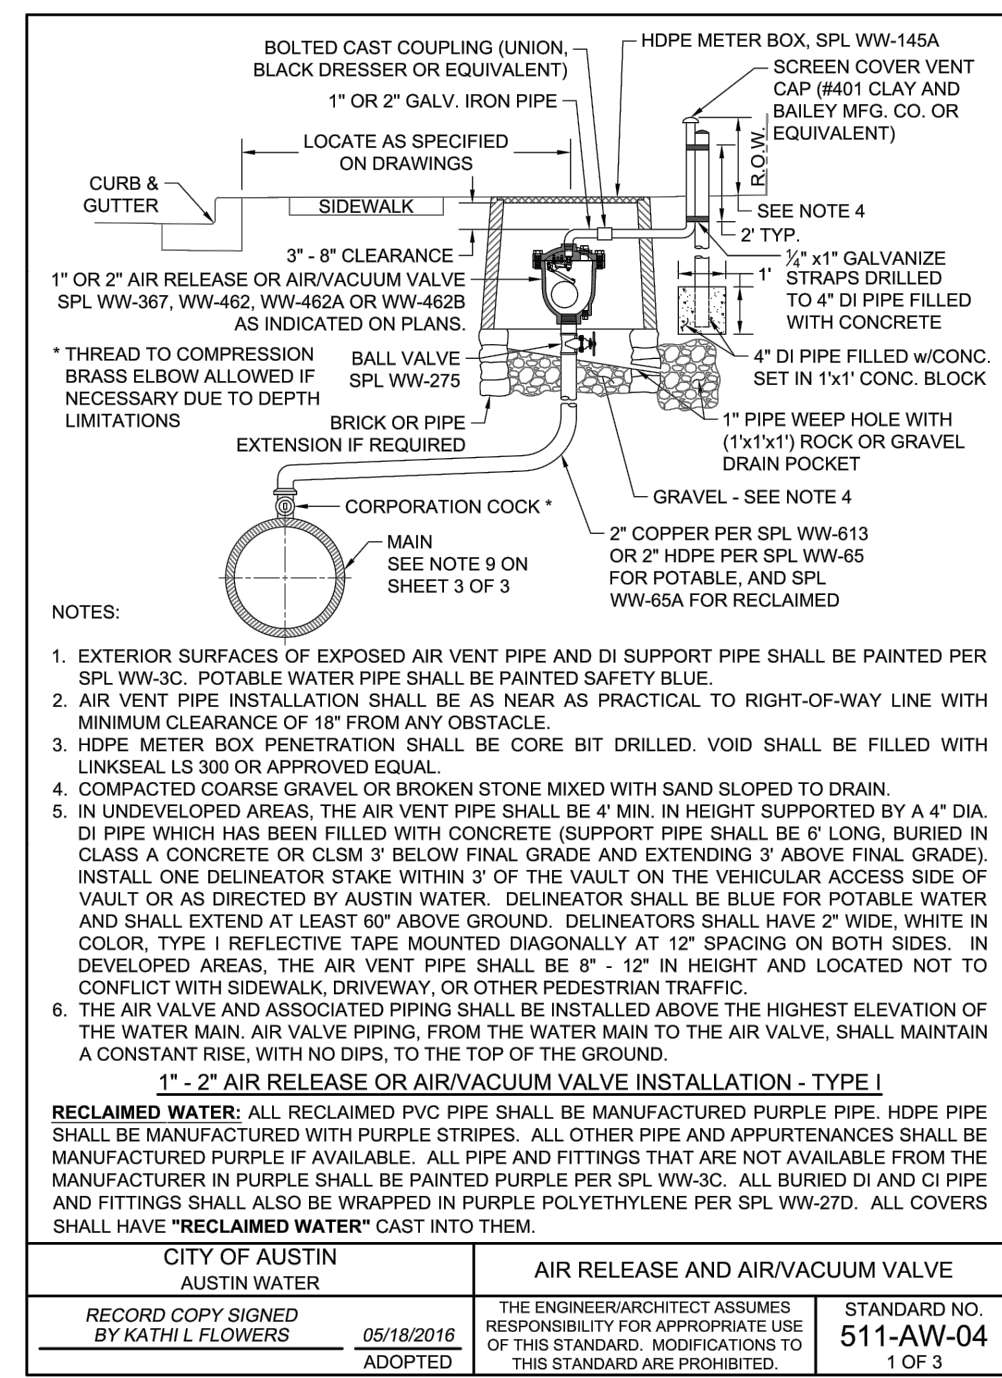 BOLTED CAST COUPLING (UNION,
BLACK DRESSER OR EQUIVALENT)
HDPE METER BOX, SPL WW-145A
SCREEN COVER VENT
CAP (#401 CLAY AND
BAILEY MFG. CO. OR
EQUIVALENT)
1" OR 2" GALV. IRON PIPE
LOCATE AS SPECIFIED
ON DRAWINGS
R.O.W.
CURB &
GUTTER
SIDEWALK
SEE NOTE 4
2' TYP.
3" - 8" CLEARANCE
1/4" x1" GALVANIZE
STRAPS DRILLED
TO 4" DI PIPE FILLED
WITH CONCRETE
1'
1" OR 2" AIR RELEASE OR AIR/VACUUM VALVE
SPL WW-367, WW-462, WW-462A OR WW-462B
AS INDICATED ON PLANS.
* THREAD TO COMPRESSION
BRASS ELBOW ALLOWED IF
NECESSARY DUE TO DEPTH
LIMITATIONS
BALL VALVE
SPL WW-275
4" DI PIPE FILLED w/CONC.
SET IN 1'x1' CONC. BLOCK
BRICK OR PIPE
EXTENSION IF REQUIRED
1" PIPE WEEP HOLE WITH
(1'x1'x1') ROCK OR GRAVEL
DRAIN POCKET
GRAVEL - SEE NOTE 4
CORPORATION COCK *
2" COPPER PER SPL WW-613
OR 2" HDPE PER SPL WW-65
FOR POTABLE, AND SPL
WW-65A FOR RECLAIMED
MAIN
SEE NOTE 9 ON
SHEET 3 OF 3
NOTES:
1. EXTERIOR SURFACES OF EXPOSED AIR VENT PIPE AND DI SUPPORT PIPE SHALL BE PAINTED PER
SPL WW-3C. POTABLE WATER PIPE SHALL BE PAINTED SAFETY BLUE.
2. AIR VENT PIPE INSTALLATION SHALL BE AS NEAR AS PRACTICAL TO RIGHT-OF-WAY LINE WITH
MINIMUM CLEARANCE OF 18" FROM ANY OBSTACLE.
3. HDPE METER BOX PENETRATION SHALL BE CORE BIT DRILLED. VOID SHALL BE FILLED WITH
LINKSEAL LS 300 OR APPROVED EQUAL.
4. COMPACTED COARSE GRAVEL OR BROKEN STONE MIXED WITH SAND SLOPED TO DRAIN.
5. IN UNDEVELOPED AREAS, THE AIR VENT PIPE SHALL BE 4' MIN. IN HEIGHT SUPPORTED BY A 4" DIA.
DI PIPE WHICH HAS BEEN FILLED WITH CONCRETE (SUPPORT PIPE SHALL BE 6' LONG, BURIED IN
CLASS A CONCRETE OR CLSM 3' BELOW FINAL GRADE AND EXTENDING 3' ABOVE FINAL GRADE).
INSTALL ONE DELINEATOR STAKE WITHIN 3' OF THE VAULT ON THE VEHICULAR ACCESS SIDE OF
VAULT OR AS DIRECTED BY AUSTIN WATER. DELINEATOR SHALL BE BLUE FOR POTABLE WATER
AND SHALL EXTEND AT LEAST 60" ABOVE GROUND. DELINEATORS SHALL HAVE 2" WIDE, WHITE IN
COLOR, TYPE I REFLECTIVE TAPE MOUNTED DIAGONALLY AT 12" SPACING ON BOTH SIDES. IN
DEVELOPED AREAS, THE AIR VENT PIPE SHALL BE 8" - 12" IN HEIGHT AND LOCATED NOT TO
CONFLICT WITH SIDEWALK, DRIVEWAY, OR OTHER PEDESTRIAN TRAFFIC.
6. THE AIR VALVE AND ASSOCIATED PIPING SHALL BE INSTALLED ABOVE THE HIGHEST ELEVATION OF
THE WATER MAIN. AIR VALVE PIPING, FROM THE WATER MAIN TO THE AIR VALVE, SHALL MAINTAIN
A CONSTANT RISE, WITH NO DIPS, TO THE TOP OF THE GROUND.
1" - 2" AIR RELEASE OR AIR/VACUUM VALVE INSTALLATION - TYPE I
RECLAIMED WATER: ALL RECLAIMED PVC PIPE SHALL BE MANUFACTURED PURPLE PIPE. HDPE PIPE
SHALL BE MANUFACTURED WITH PURPLE STRIPES. ALL OTHER PIPE AND APPURTENANCES SHALL BE
MANUFACTURED PURPLE IF AVAILABLE. ALL PIPE AND FITTINGS THAT ARE NOT AVAILABLE FROM THE
MANUFACTURER IN PURPLE SHALL BE PAINTED PURPLE PER SPL WW-3C. ALL BURIED DI AND CI PIPE
AND FITTINGS SHALL ALSO BE WRAPPED IN PURPLE POLYETHYLENE PER SPL WW-27D. ALL COVERS
SHALL HAVE "RECLAIMED WATER" CAST INTO THEM.
CITY OF AUSTIN
AUSTIN WATER
AIR RELEASE AND AIR/VACUUM VALVE
RECORD COPY SIGNED
BY KATHI L FLOWERS
05/18/2016
ADOPTED
THE ENGINEER/ARCHITECT ASSUMES
RESPONSIBILITY FOR APPROPRIATE USE
OF THIS STANDARD. MODIFICATIONS TO
THIS STANDARD ARE PROHIBITED.
STANDARD NO.
511-AW-04
1 OF 3